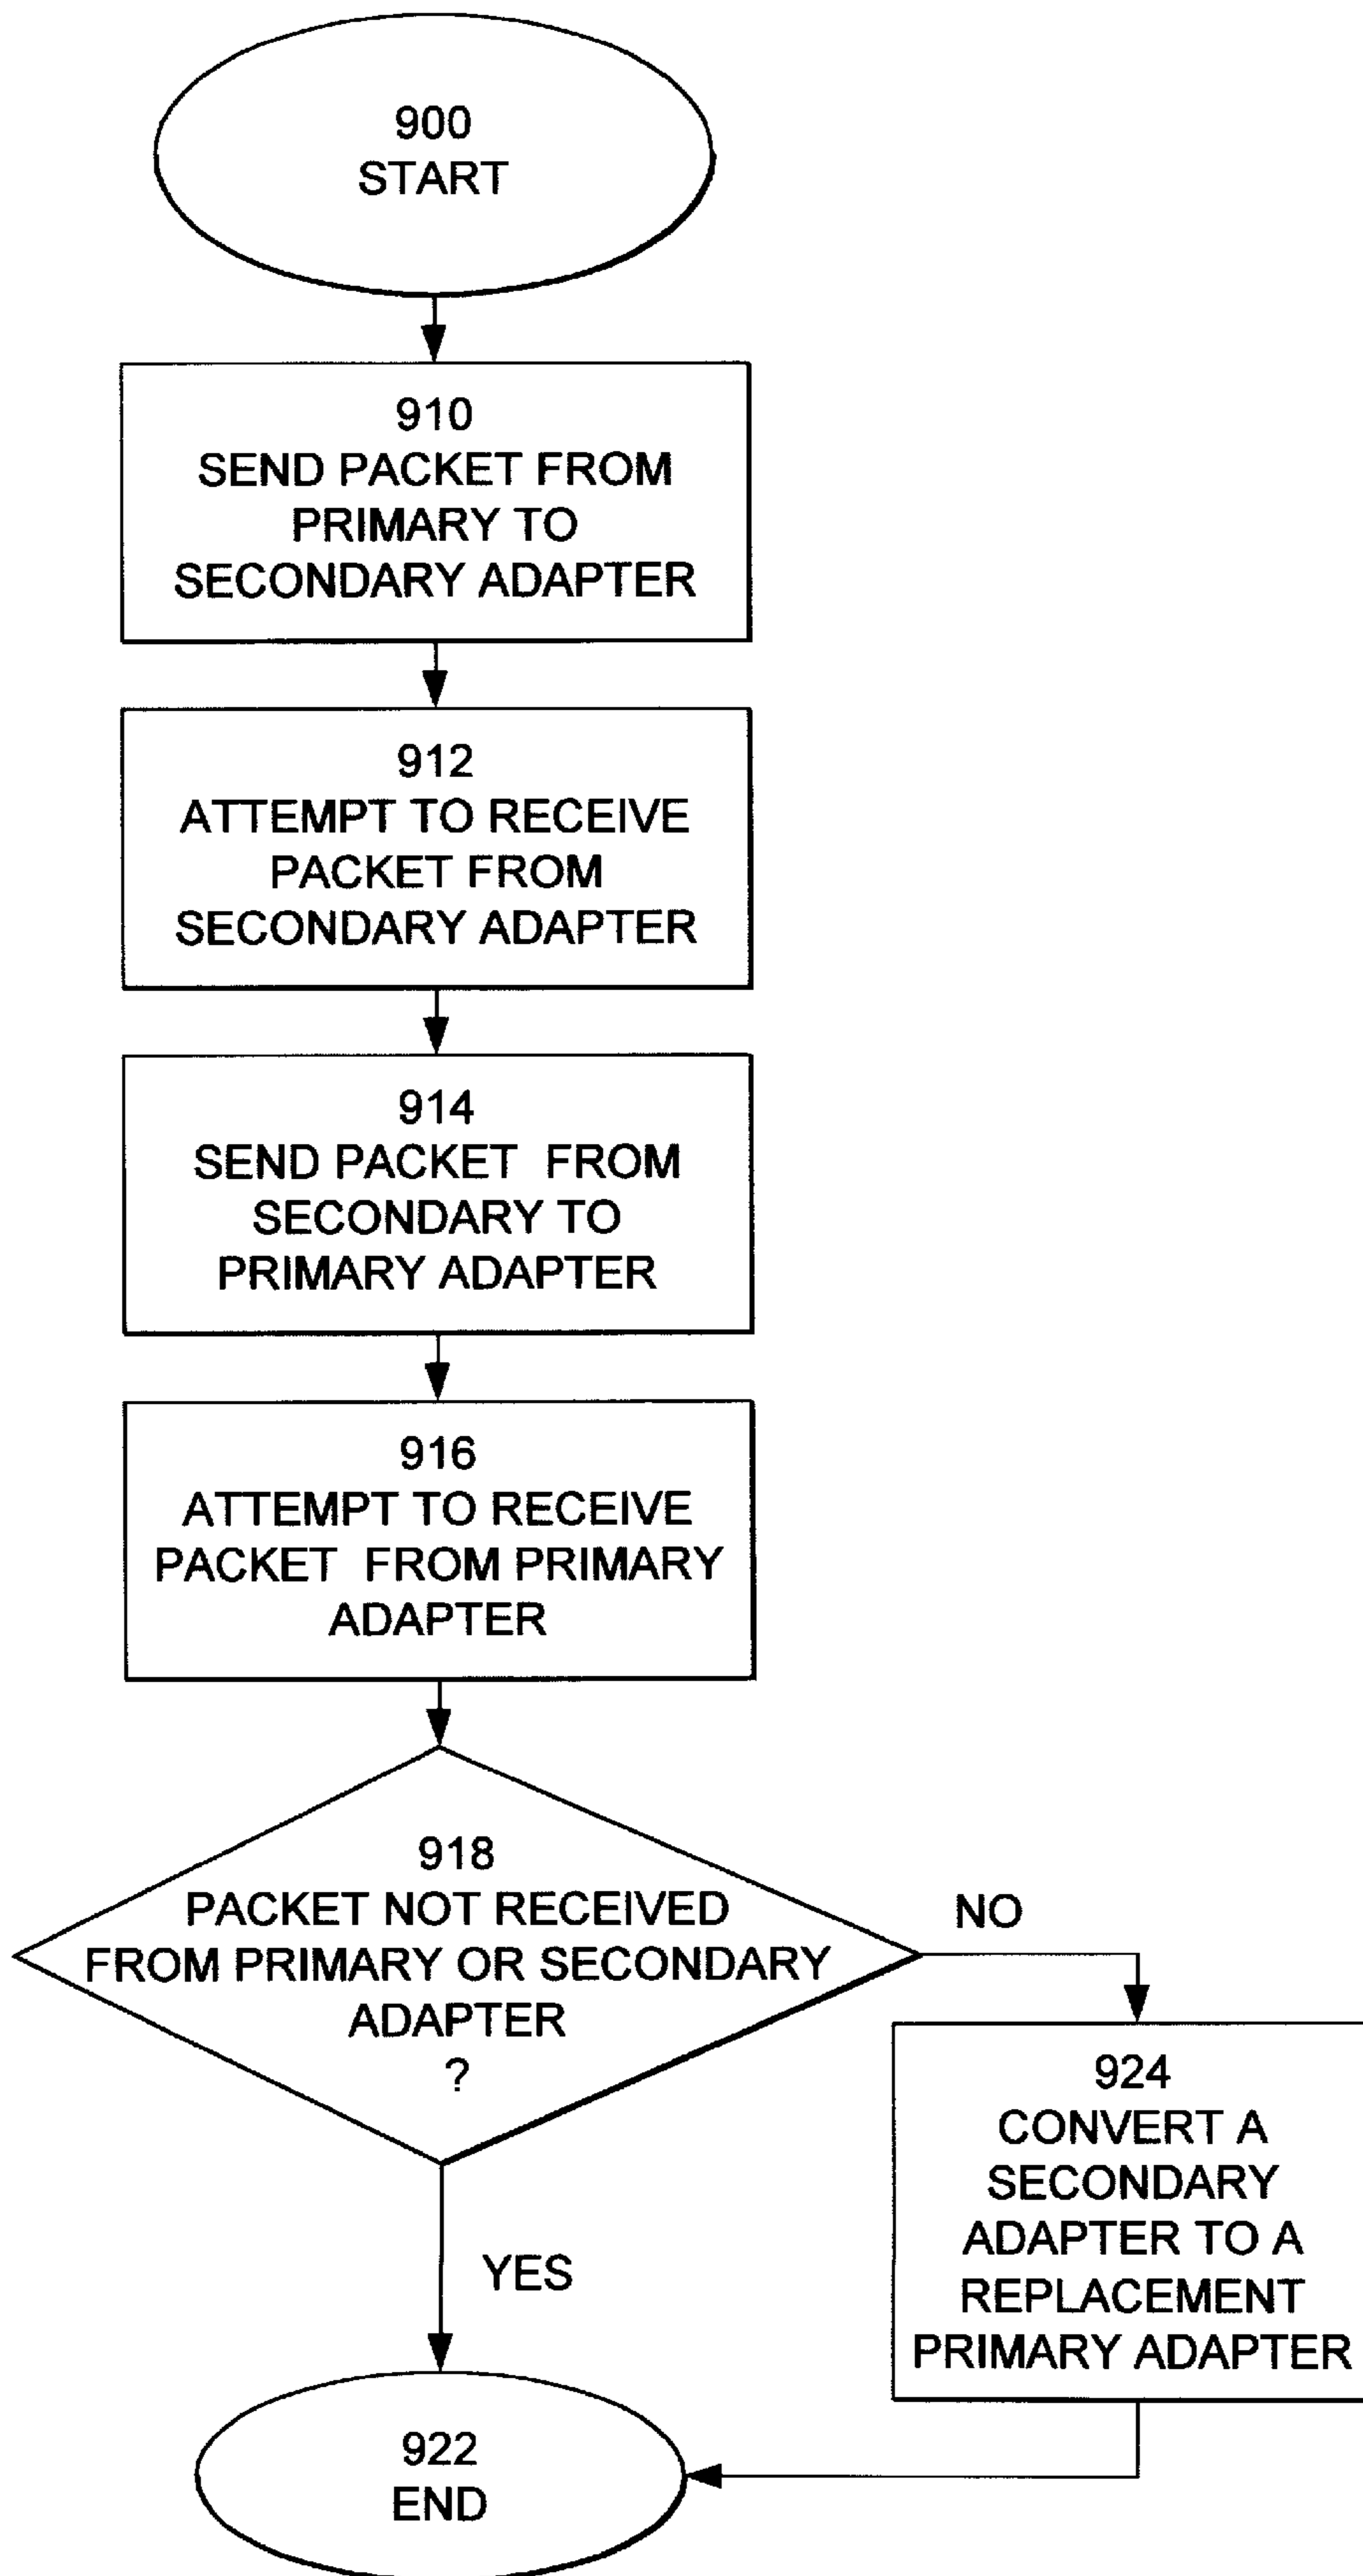 900
START
910
SEND PACKET FROM
PRIMARY TO
SECONDARY ADAPTER
912
ATTEMPT TO RECEIVE
PACKET FROM
SECONDARY ADAPTER
914
SEND PACKET FROM
SECONDARY TO
PRIMARY ADAPTER
916
ATTEMPT TO RECEIVE
PACKET FROM PRIMARY
ADAPTER
918
PACKET NOT RECEIVED
FROM PRIMARY OR SECONDARY
ADAPTER
?
NO
924
CONVERT A
SECONDARY
ADAPTER TO A
REPLACEMENT
PRIMARY ADAPTER
YES
922
END